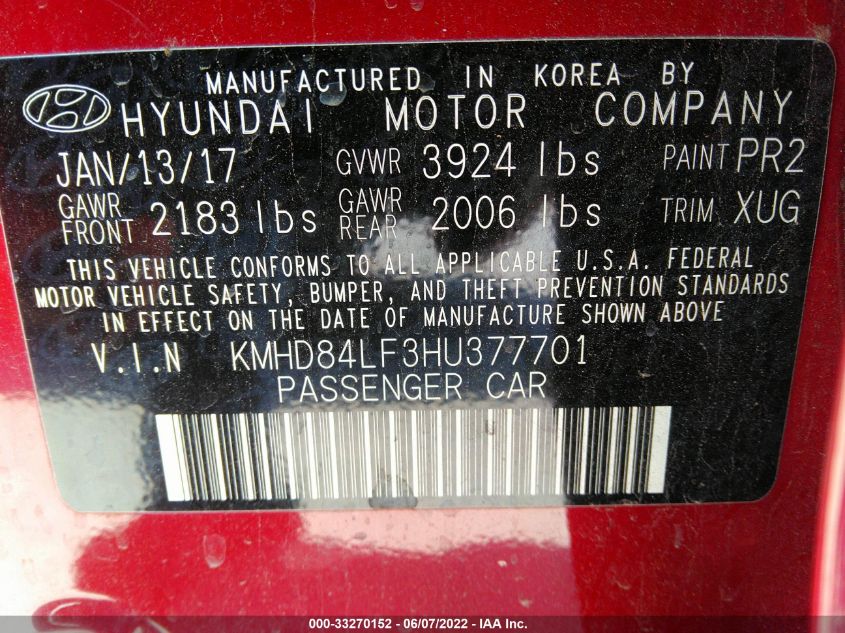 MANUFACTURED IN KOREA BY
HYUNDAI MOTOR COMPANY
JAN/13/17 GVWR 3924 lbs PAINT PR2
GAWR FRONT 2183 lbs GAWR REAR 2006 lbs TRIM XUG
THIS VEHICLE CONFORMS TO ALL APPLICABLE U.S.A. FEDERAL
MOTOR VEHICLE SAFETY, BUMPER, AND THEFT PREVENTION STANDARDS
IN EFFECT ON THE DATE OF MANUFACTURE SHOWN ABOVE
V.I.N KMHD84LF3HU377701
PASSENGER CAR
000-33270152 - 06/07/2022 - IAA Inc.